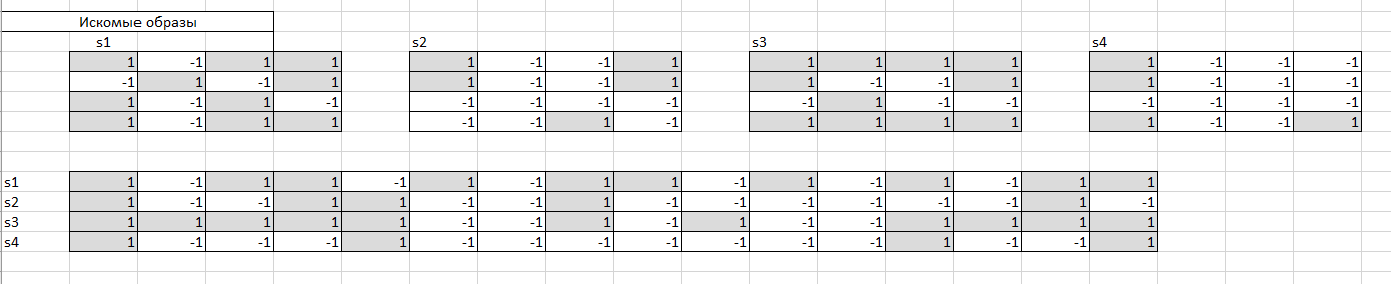 Искомые образы
s1 s2 s3 s4
1 -1 1 1 1 -1 -1 1 1 1 1 1 1 -1 -1 -1
-1 1 -1 1 1 -1 -1 1 1 -1 -1 1 1 -1 -1 -1
1 -1 1 -1 -1 -1 -1 -1 -1 1 -1 -1 -1 -1 -1 -1
1 -1 1 1 -1 -1 1 -1 1 1 1 1 1 -1 -1 1
s1 1 -1 1 1 -1 1 -1 1 1 -1 1 -1 1 -1 1 1
s2 1 -1 -1 1 1 -1 -1 1 -1 -1 -1 -1 -1 -1 1 -1
s3 1 1 1 1 1 -1 -1 1 -1 1 -1 -1 1 1 1 1
s4 1 -1 -1 -1 1 -1 -1 -1 -1 -1 -1 -1 1 -1 -1 1